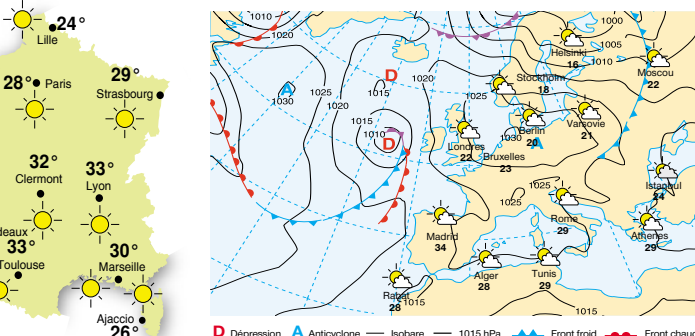 24°
Lille
28°
Paris
29°
Strasbourg
32°
Clermont
33°
Lyon
deaux
33°
Toulouse
30°
Marseille
Ajaccio
26°
1010
1020
1030
1025
1020
1015
1010
D
D
A
1020
1025
1030
A
1000
1005
1010
1025
1025
1015
1015
Helsinki
16
Stockholm
18
Moscou
22
Berlin
20
Varsovie
21
Londres
22
Bruxelles
23
Istanbul
24
Rome
29
Athènes
29
Madrid
34
Alger
28
Tunis
29
Rabat
28
D Dépression A Anticyclone Isobare 1015 hPa Front froid Front chaud